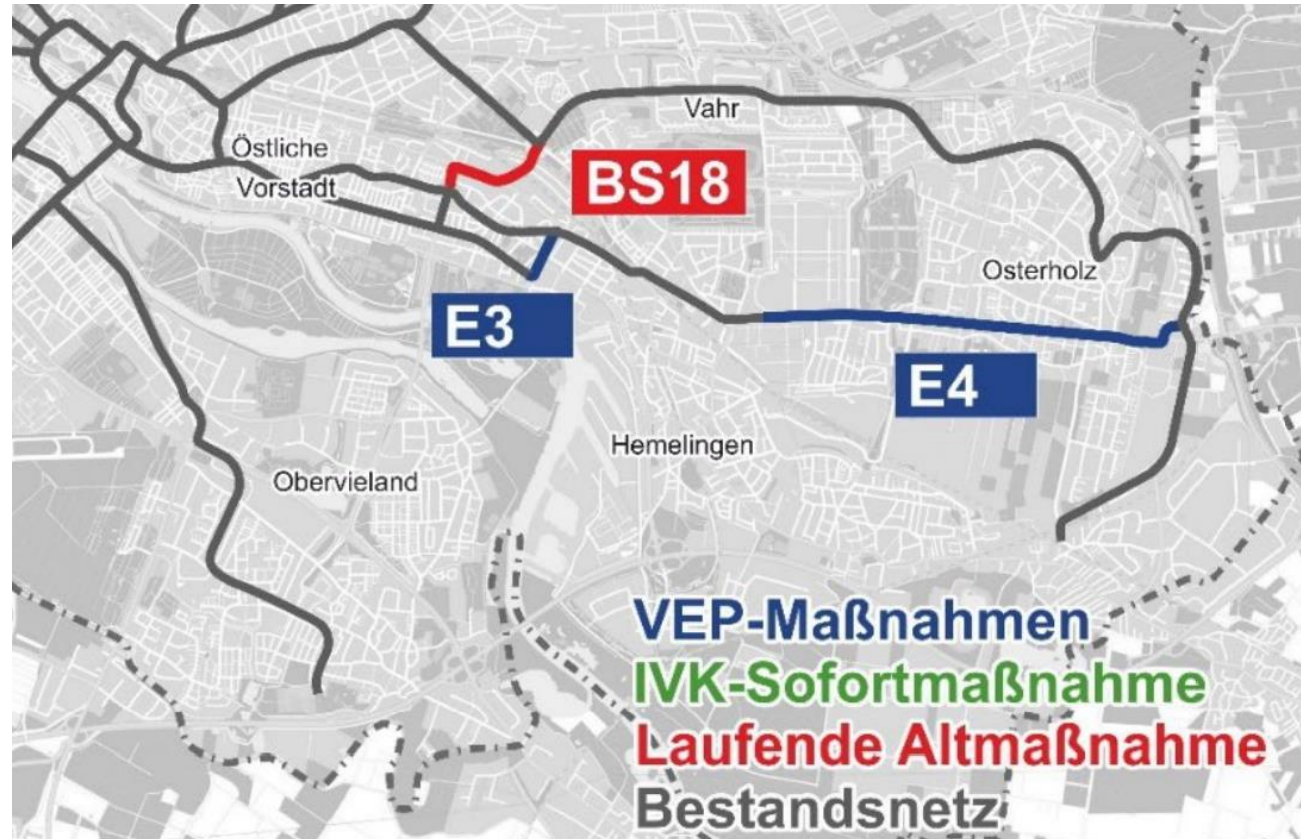 Vahr
Östliche
Vorstadt
BS18
Osterholz
E3
E4
Hemelingen
Obervieland
VEP-Maßnahmen
IVK-Sofortmaßnahme
Laufende Altmaßnahme
Bestandsnetz